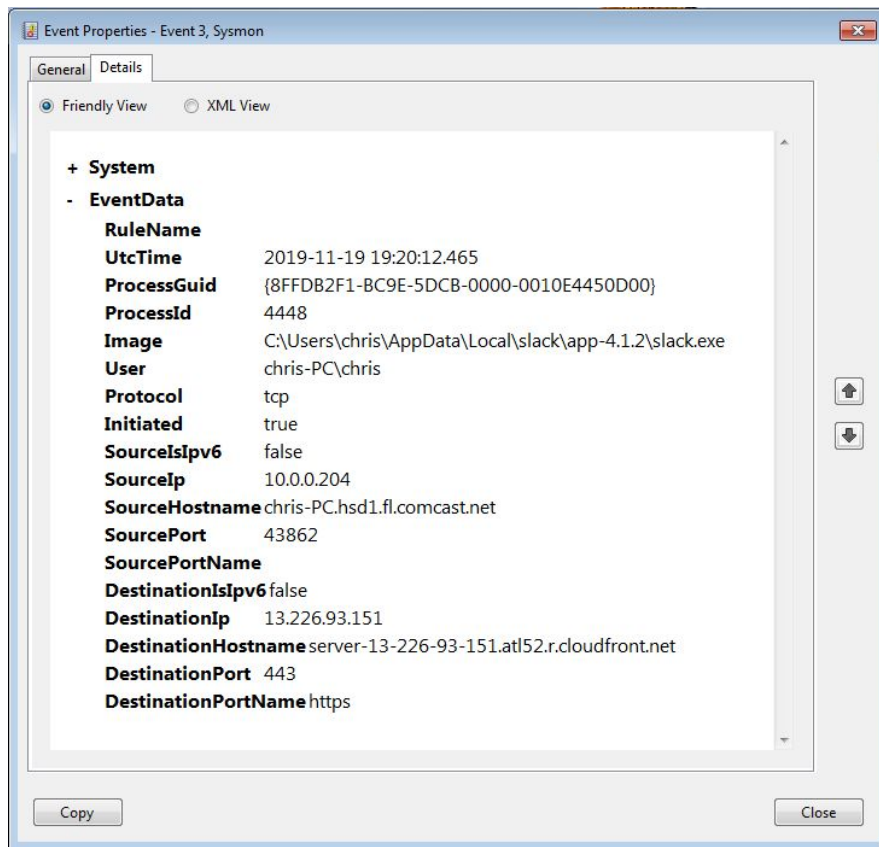 Event Properties - Event 3, Sysmon
General Details
Friendly View XML View
+ System
- EventData
RuleName
UtcTime 2019-11-19 19:20:12.465
ProcessGuid {8FFDB2F1-BC9E-5DCB-0000-0010E4450D00}
ProcessId 4448
Image C:\Users\chris\AppData\Local\slack\app-4.1.2\slack.exe
User chris-PC\chris
Protocol tcp
Initiated true
SourceIsIpv6 false
SourceIp 10.0.0.204
SourceHostname chris-PC.hsd1.fl.comcast.net
SourcePort 43862
SourcePortName
DestinationIsIpv6 false
DestinationIp 13.226.93.151
DestinationHostname server-13-226-93-151.atl52.r.cloudfront.net
DestinationPort 443
DestinationPortName https
Copy Close